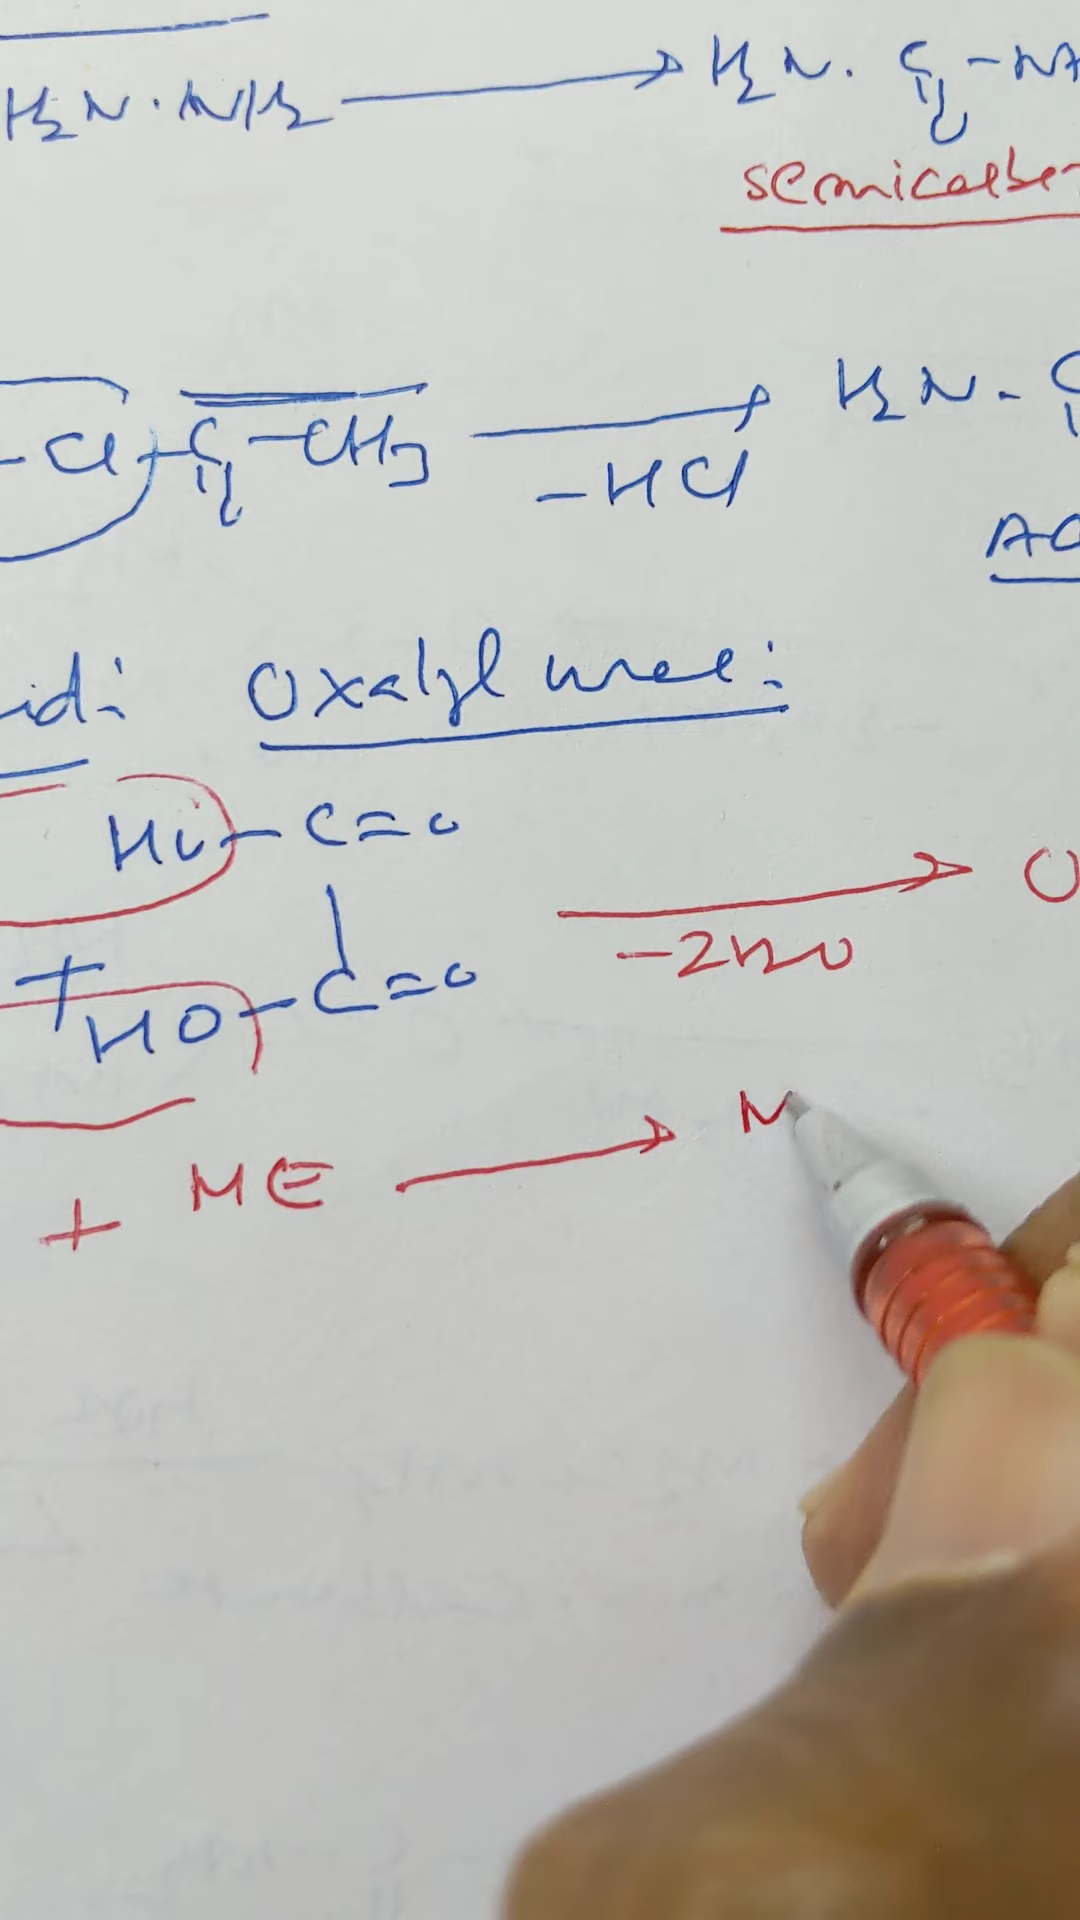 H2N·NH2 → H2N·C-NH
O
semicarba
-Cl-C-CH3 → H2N-C
O -HCl
AC
id: Oxalyl urea:
HO-C=O
→ O
-2H2O
+ HO-C=O
+ ME → M